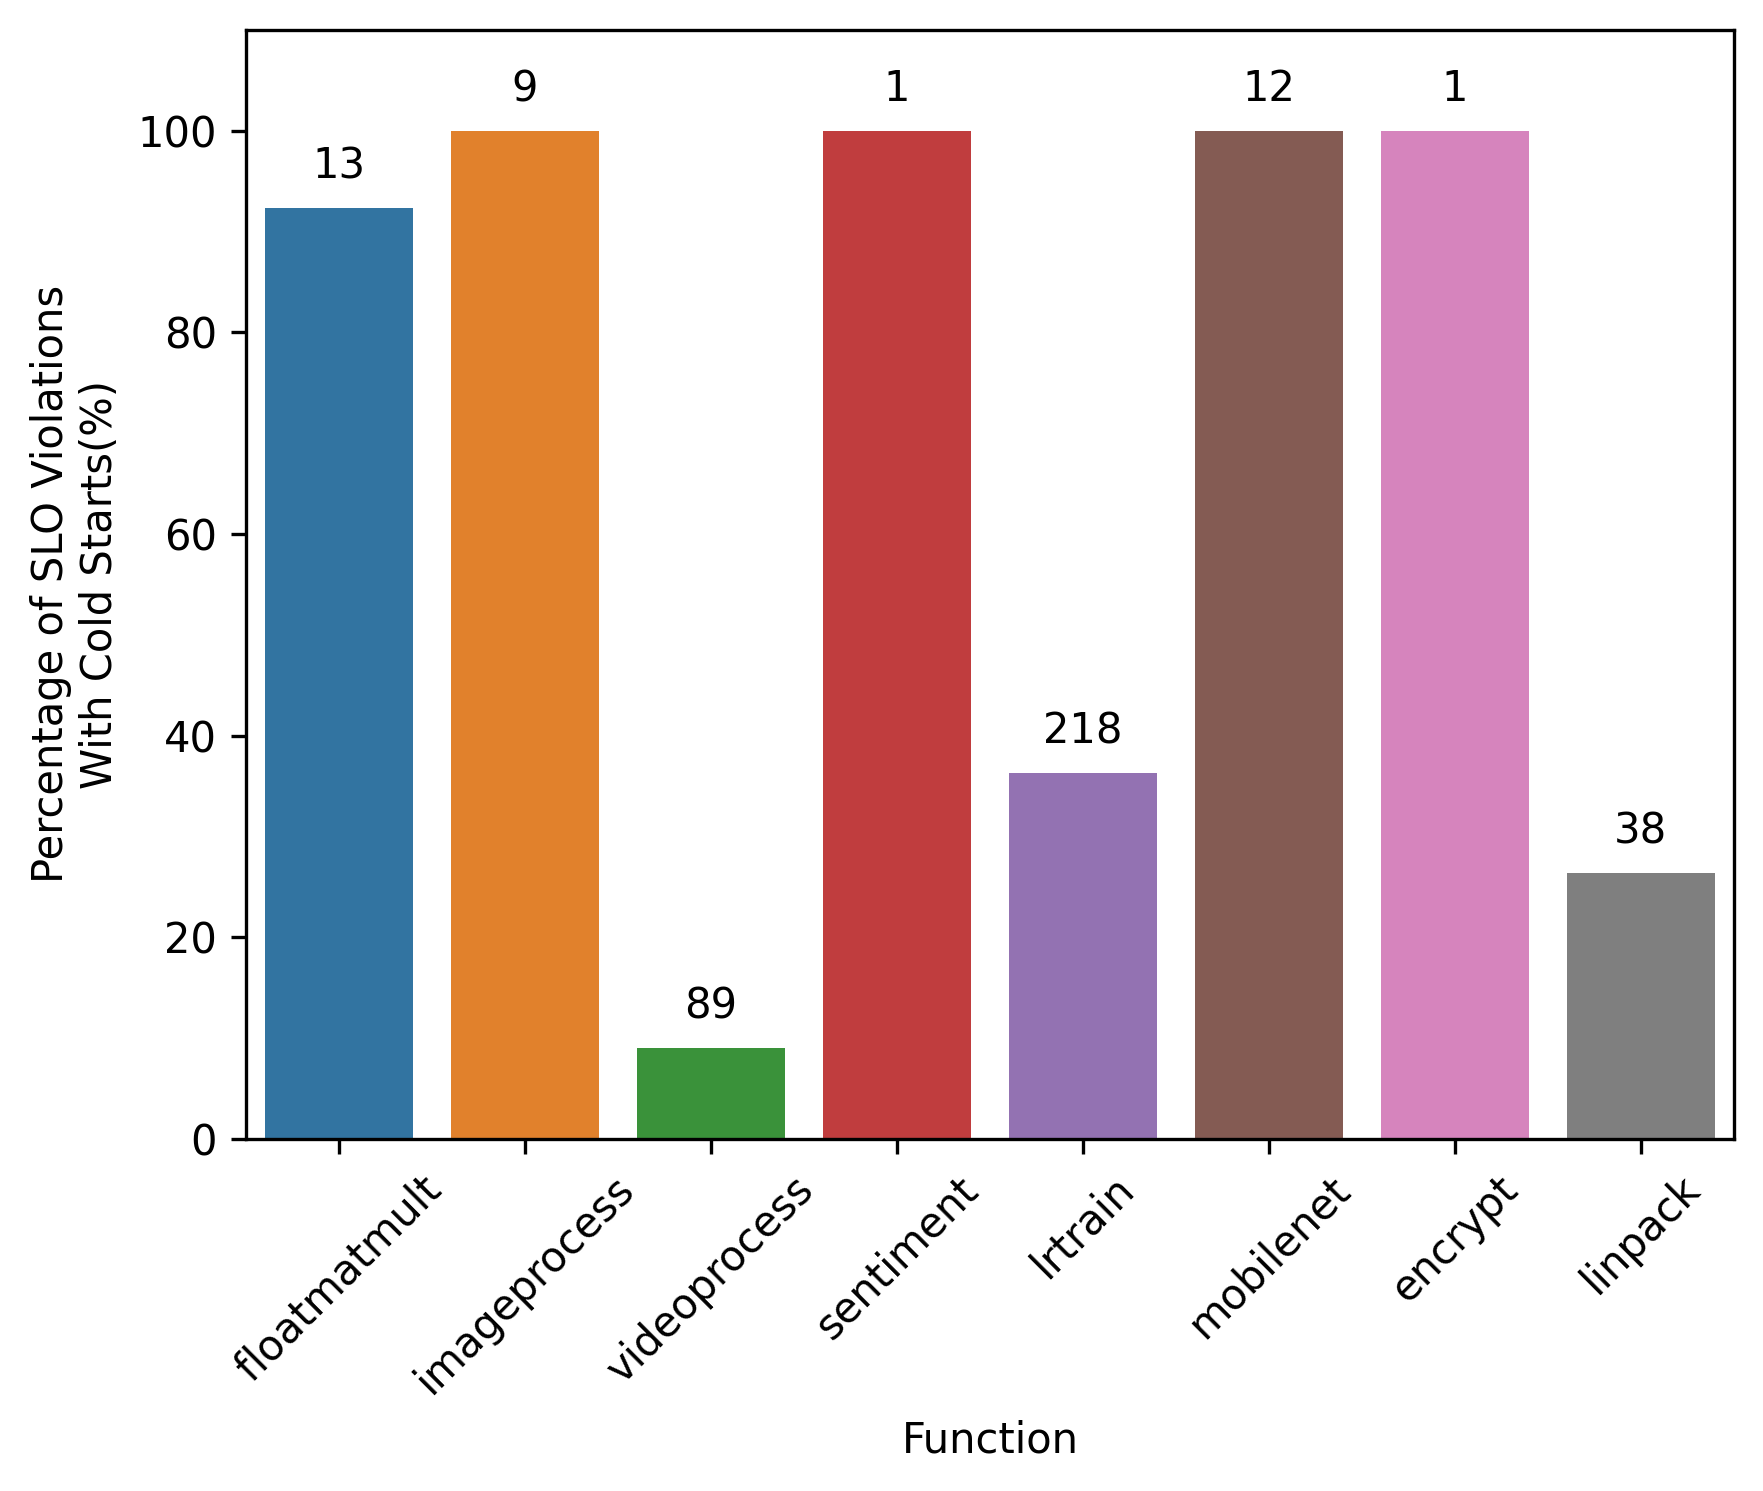 Percentage of SLO Violations
With Cold Starts(%)
100
80
60
40
20
0
13
9
89
1
218
12
1
38
floatmatmult
imageprocess
videoprocess
sentiment
lrtrain
mobilenet
encrypt
linpack
Function